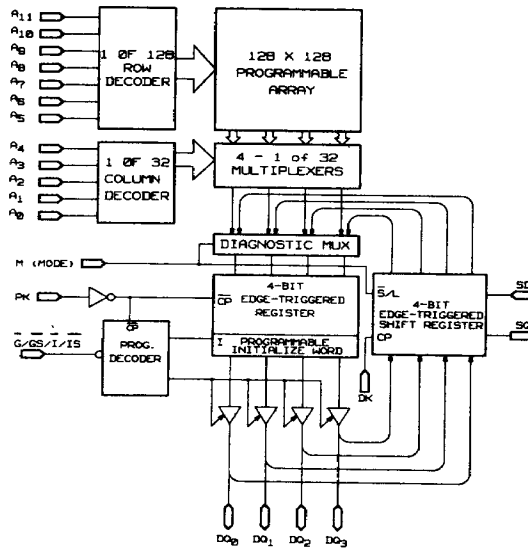 A11
A10
A9
A8
A7
A6
A5
1 OF 128
ROW
DECODER
128 X 128
PROGRAMMABLE
ARRAY
A4
A3
A2
A1
A0
1 OF 32
COLUMN
DECODER
4 - 1 of 32
MULTIPLEXERS
DIAGNOSTIC MUX
M (MODE)
PK
CP
4-BIT
EDGE-TRIGGERED
REGISTER
S/L
4-BIT
EDGE-TRIGGERED
SHIFT REGISTER
CP
CP
PROG.
DECODER
G/GS/I/IS
I
PROGRAMMABLE
INITIALIZE WORD
DK
DQ0
DQ1
DQ2
DQ3